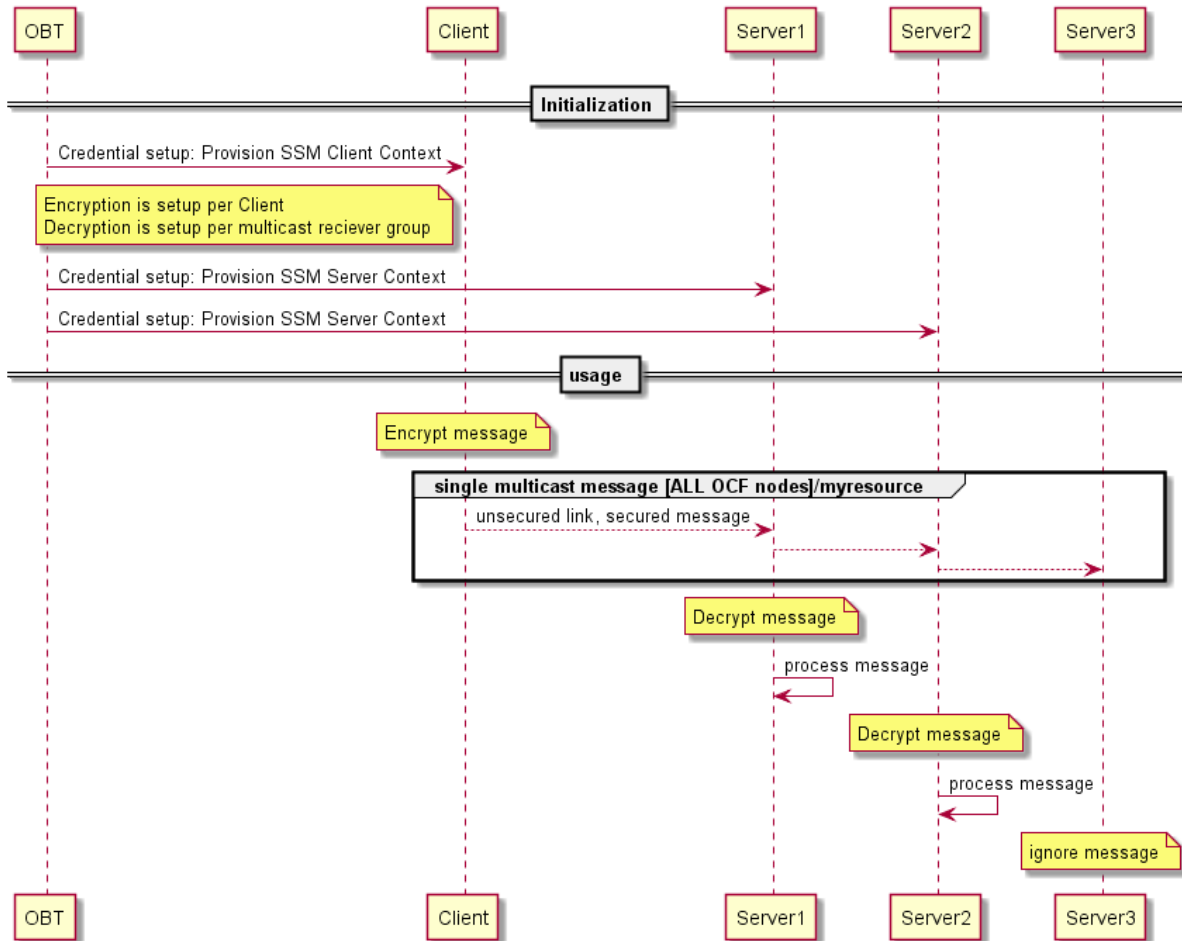 OBT
Client
Server1
Server2
Server3
Initialization
Credential setup: Provision SSM Client Context
Encryption is setup per Client
Decryption is setup per multicast reciever group
Credential setup: Provision SSM Server Context
Credential setup: Provision SSM Server Context
usage
Encrypt message
single multicast message [ALL OCF nodes]/myresource
unsecured link, secured message
Decrypt message
process message
Decrypt message
process message
ignore message
OBT
Client
Server1
Server2
Server3